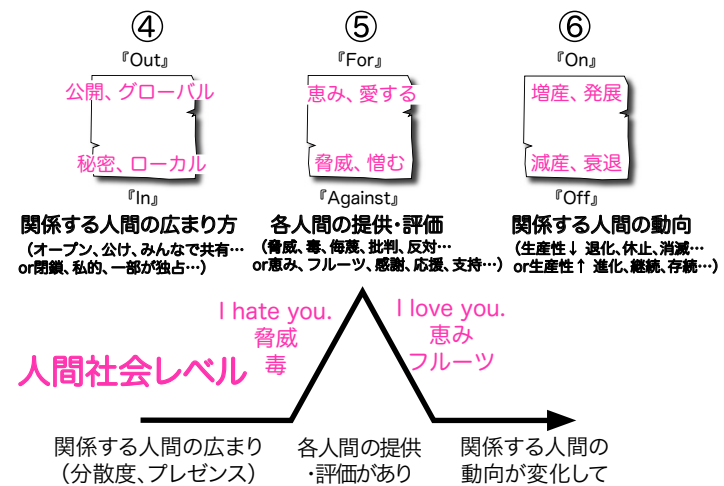 ④ ⑤ ⑥
『Out』 『For』 『On』
公開、グローバル 恵み、愛する 増産、発展
秘密、ローカル 脅威、憎む 減産、衰退
『In』 『Against』 『Off』
関係する人間の広まり方 各人間の提供・評価 関係する人間の動向
（オープン、公け、みんなで共有… （脅威、毒、侮蔑、批判、反対… （生産性↓ 退化、休止、消滅…
or閉鎖、私的、一部が独占…） or恵み、フルーツ、感謝、応援、支持…） or生産性↑ 進化、継続、存続…）
I hate you. I love you.
脅威 恵み
毒 フルーツ
人間社会レベル
関係する人間の広まり 各人間の提供 関係する人間の
（分散度、プレゼンス） ・評価があり 動向が変化して